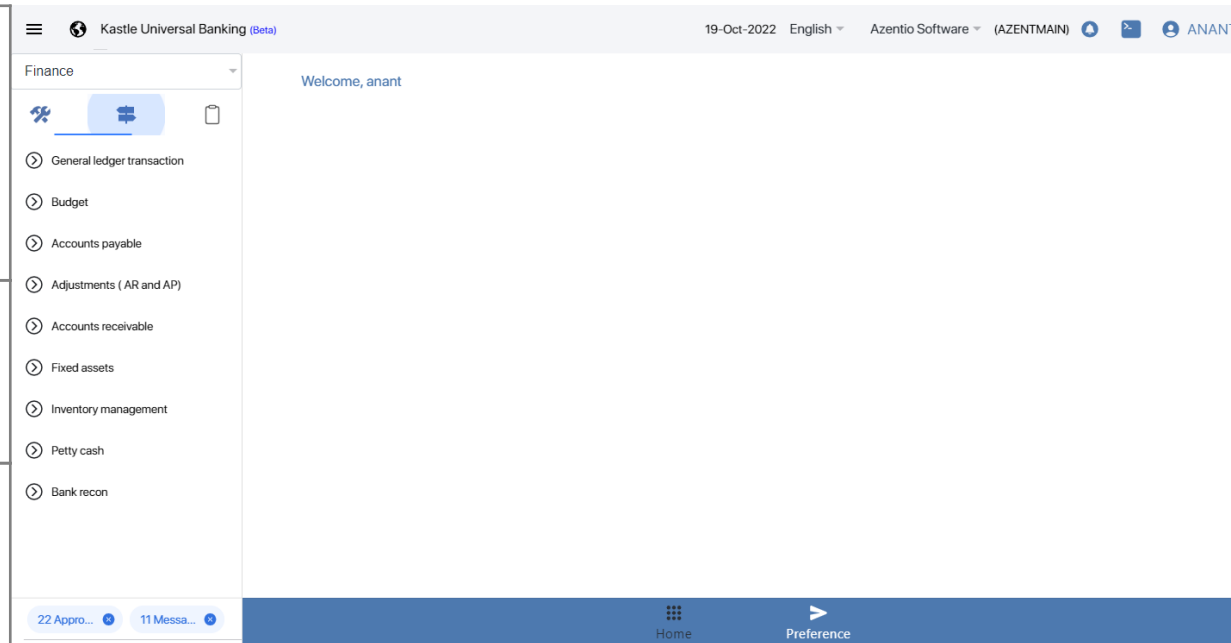 Kastle Universal Banking (Beta) 19-Oct-2022 English Azentio Software (AZENTMAIN) ANANT
Finance
Welcome, anant
General ledger transaction
Budget
Accounts payable
Adjustments ( AR and AP)
Accounts receivable
Fixed assets
Inventory management
Petty cash
Bank recon
22 Appro... 11 Messa...
Home Preference